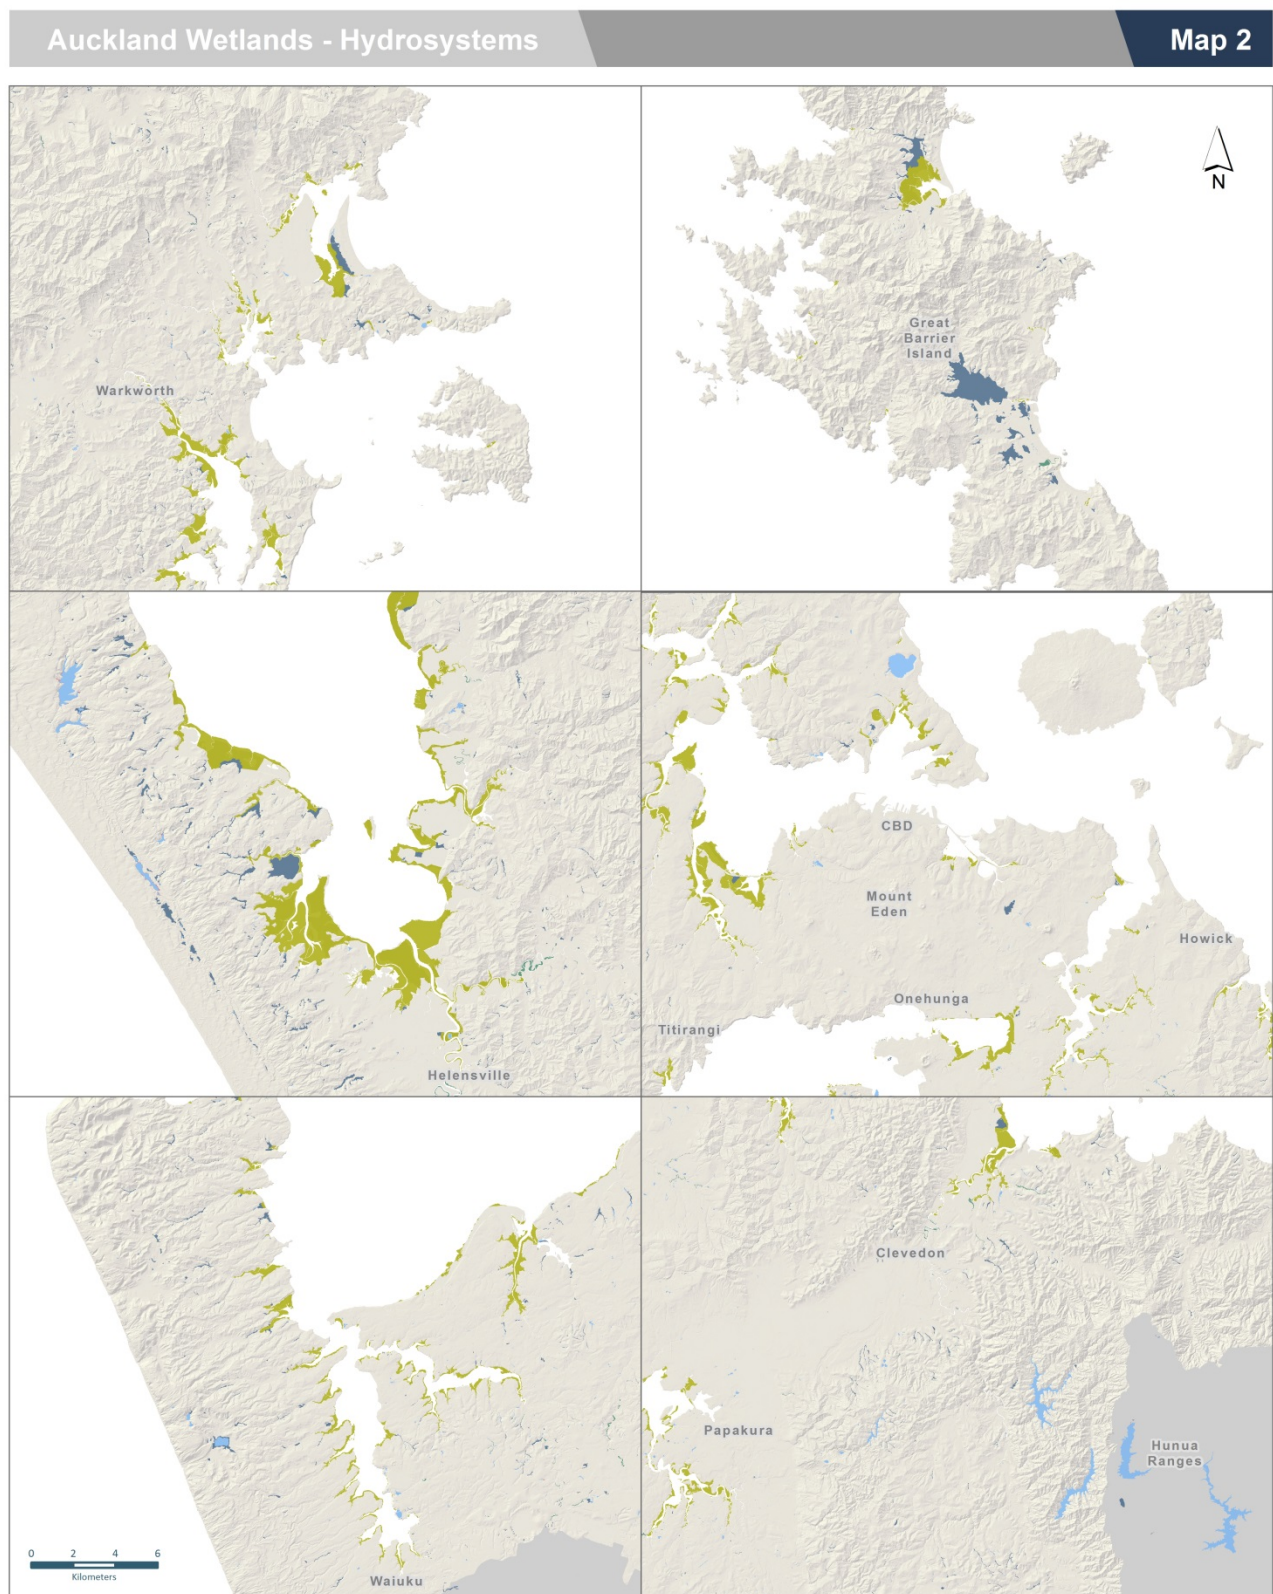 Auckland Wetlands - Hydrosystems
Map 2
N
Warkworth
Great
Barrier
Island
Helensville
CBD
Mount
Eden
Howick
Onehunga
Titirangi
Waiuku
0 2 4 6
Kilometers
Clevedon
Papakura
Hunua
Ranges